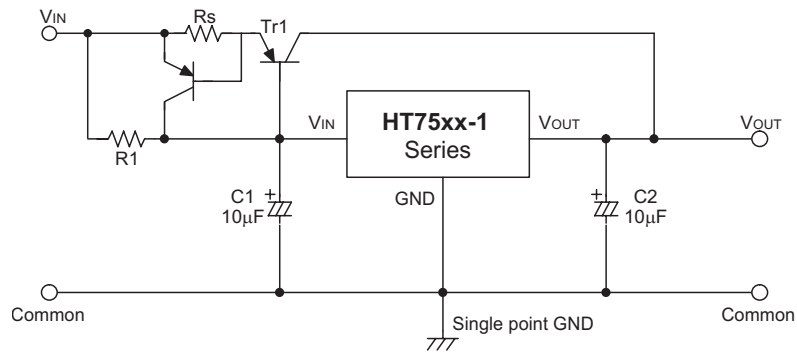 VIN
Rs
Tr1
R1
VIN
HT75xx-1
Series
VOUT
VOUT
GND
C1
+
10μF
C2
+
10μF
Common
Common
Single point GND